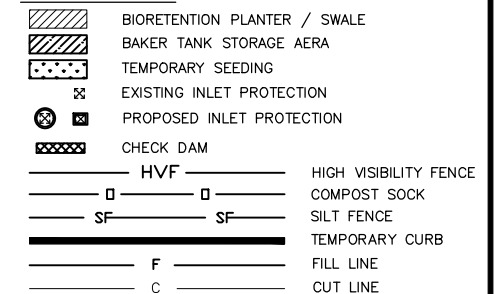 BIORETENTION PLANTER / SWALE
BAKER TANK STORAGE AERA
TEMPORARY SEEDING
EXISTING INLET PROTECTION
PROPOSED INLET PROTECTION
CHECK DAM
HVF HIGH VISIBILITY FENCE
COMPOST SOCK
SF SF SILT FENCE
TEMPORARY CURB
F FILL LINE
C CUT LINE